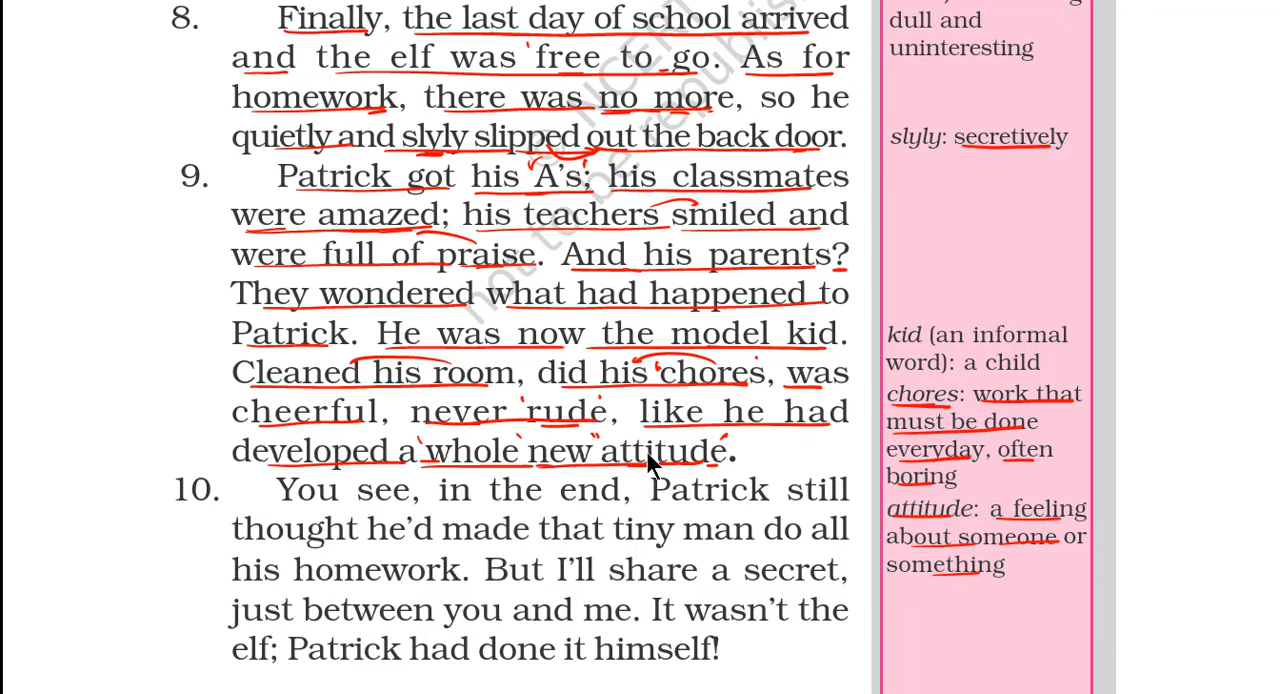 8. Finally, the last day of school arrived
and the elf was free to go. As for
homework, there was no more, so he
quietly and slyly slipped out the back door.
9. Patrick got his A's; his classmates
were amazed; his teachers smiled and
were full of praise. And his parents?
They wondered what had happened to
Patrick. He was now the model kid.
Cleaned his room, did his chores, was
cheerful, never rude, like he had
developed a whole new attitude.
10. You see, in the end, Patrick still
thought he'd made that tiny man do all
his homework. But I'll share a secret,
just between you and me. It wasn't the
elf; Patrick had done it himself!
dull and
uninteresting
slyly: secretively
kid (an informal
word): a child
chores: work that
must be done
everyday, often
boring
attitude: a feeling
about someone or
something
NCERT
not to be republis